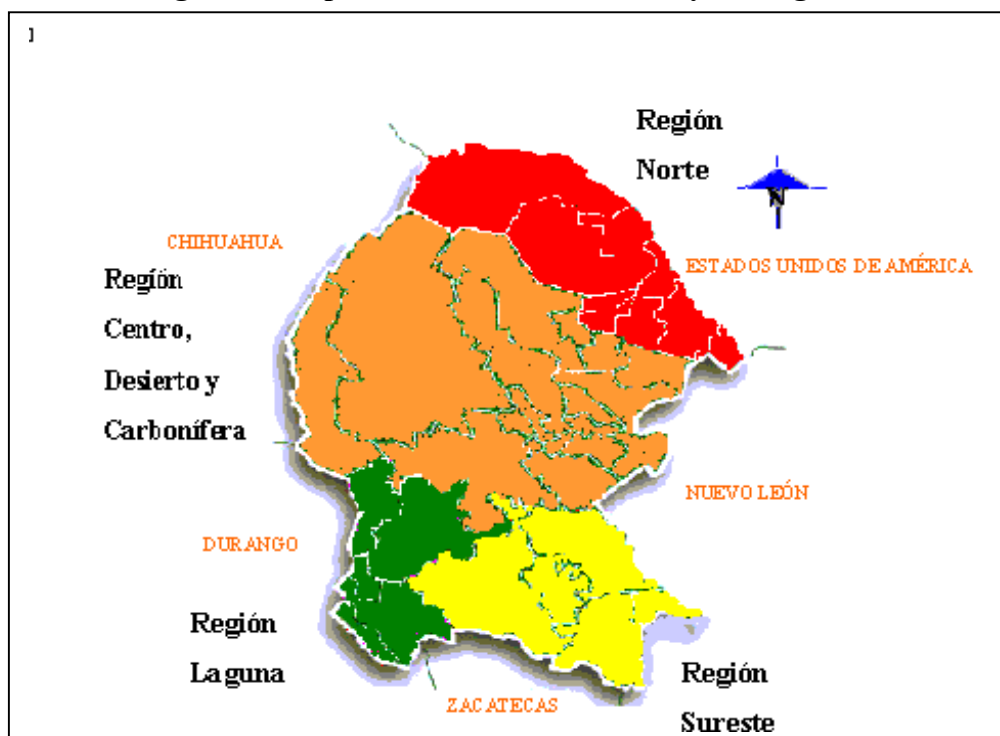 Región
Norte
N
CHIHUAHUA
ESTADOS UNIDOS DE AMÉRICA
Región
Centro,
Desierto y
Carbonífera
NUEVO LEÓN
DURANGO
Región
Laguna
ZACATECAS
Región
Sureste